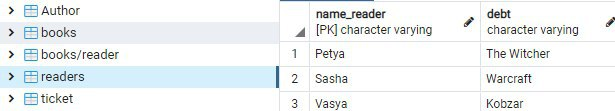 Author
books
books/reader
readers
ticket
name_reader debt
[PK] character varying character varying
1 Petya The Witcher
2 Sasha Warcraft
3 Vasya Kobzar